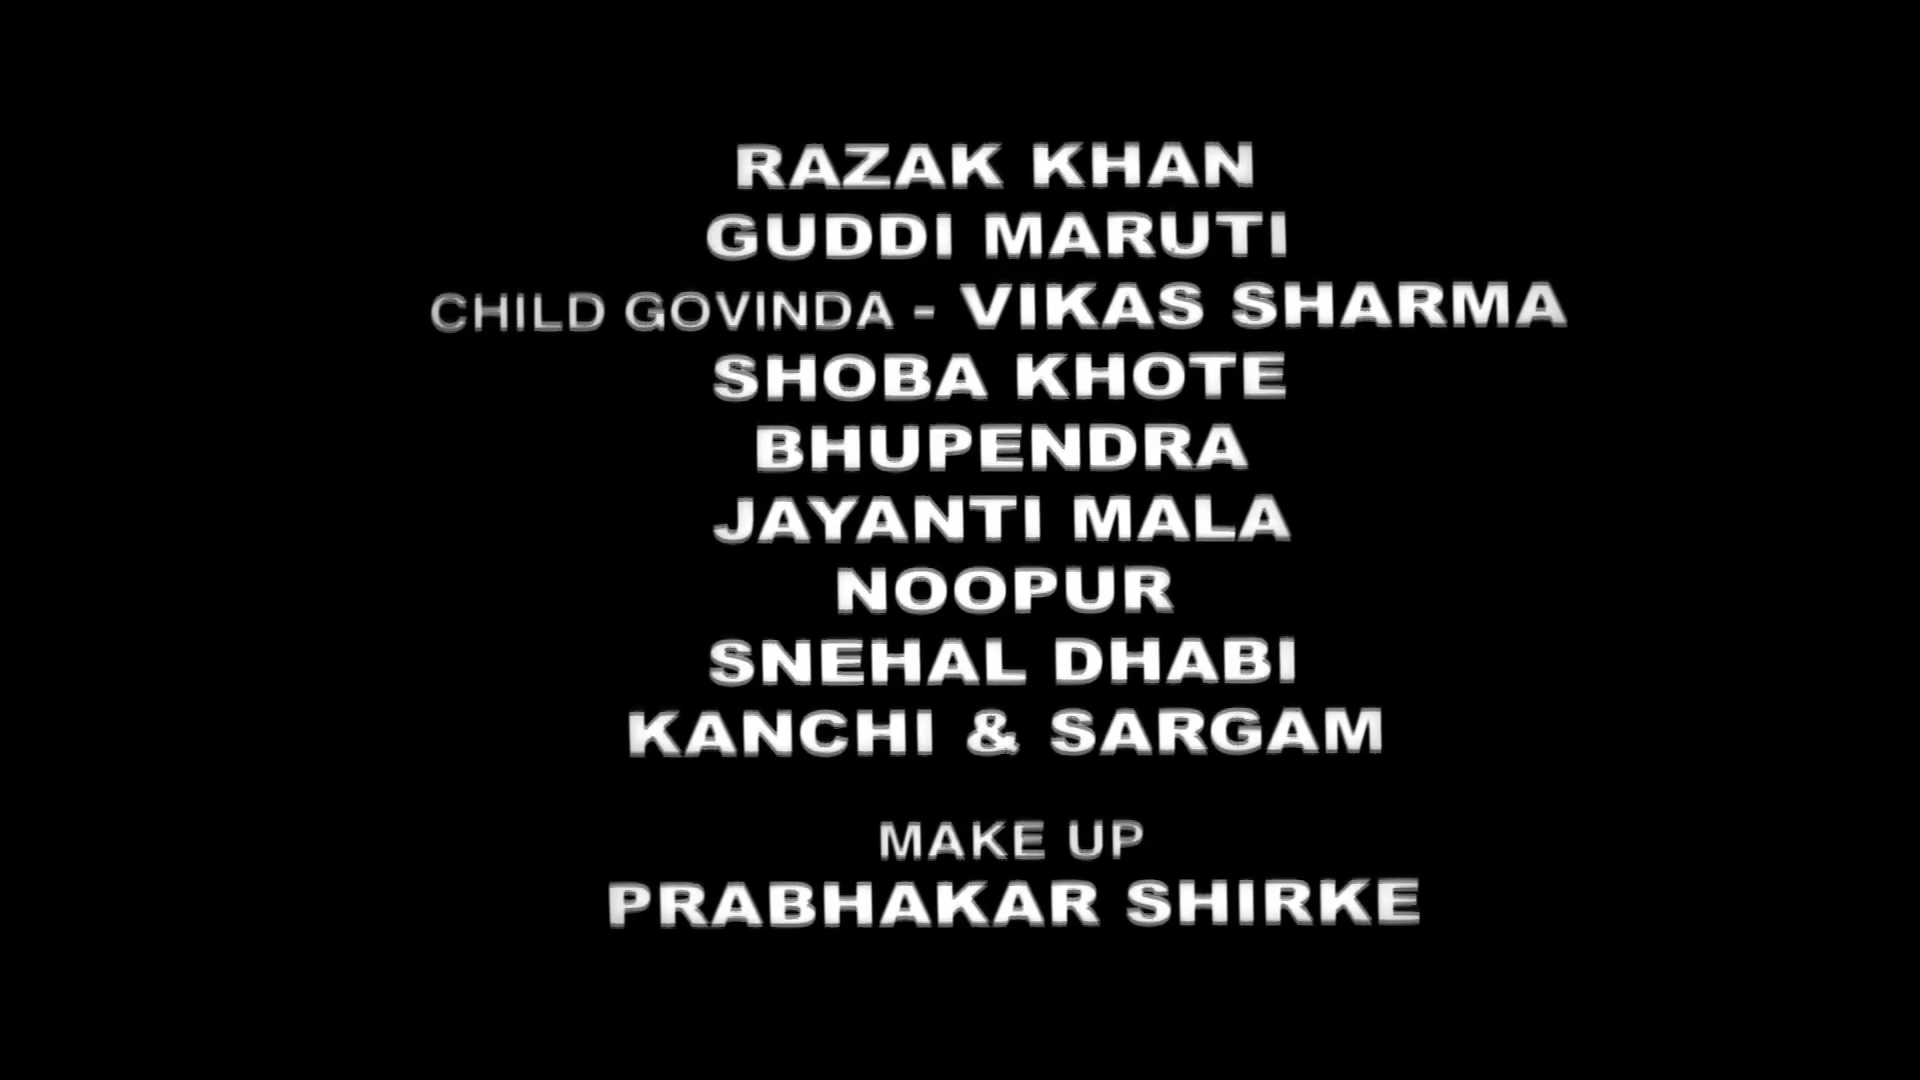 RAZAK KHAN
GUDDI MARUTI
CHILD GOVINDA - VIKAS SHARMA
SHOBA KHOTE
BHUPENDRA
JAYANTI MALA
NOOPUR
SNEHAL DHABI
KANCHI & SARGAM
MAKE UP
PRABHAKAR SHIRKE